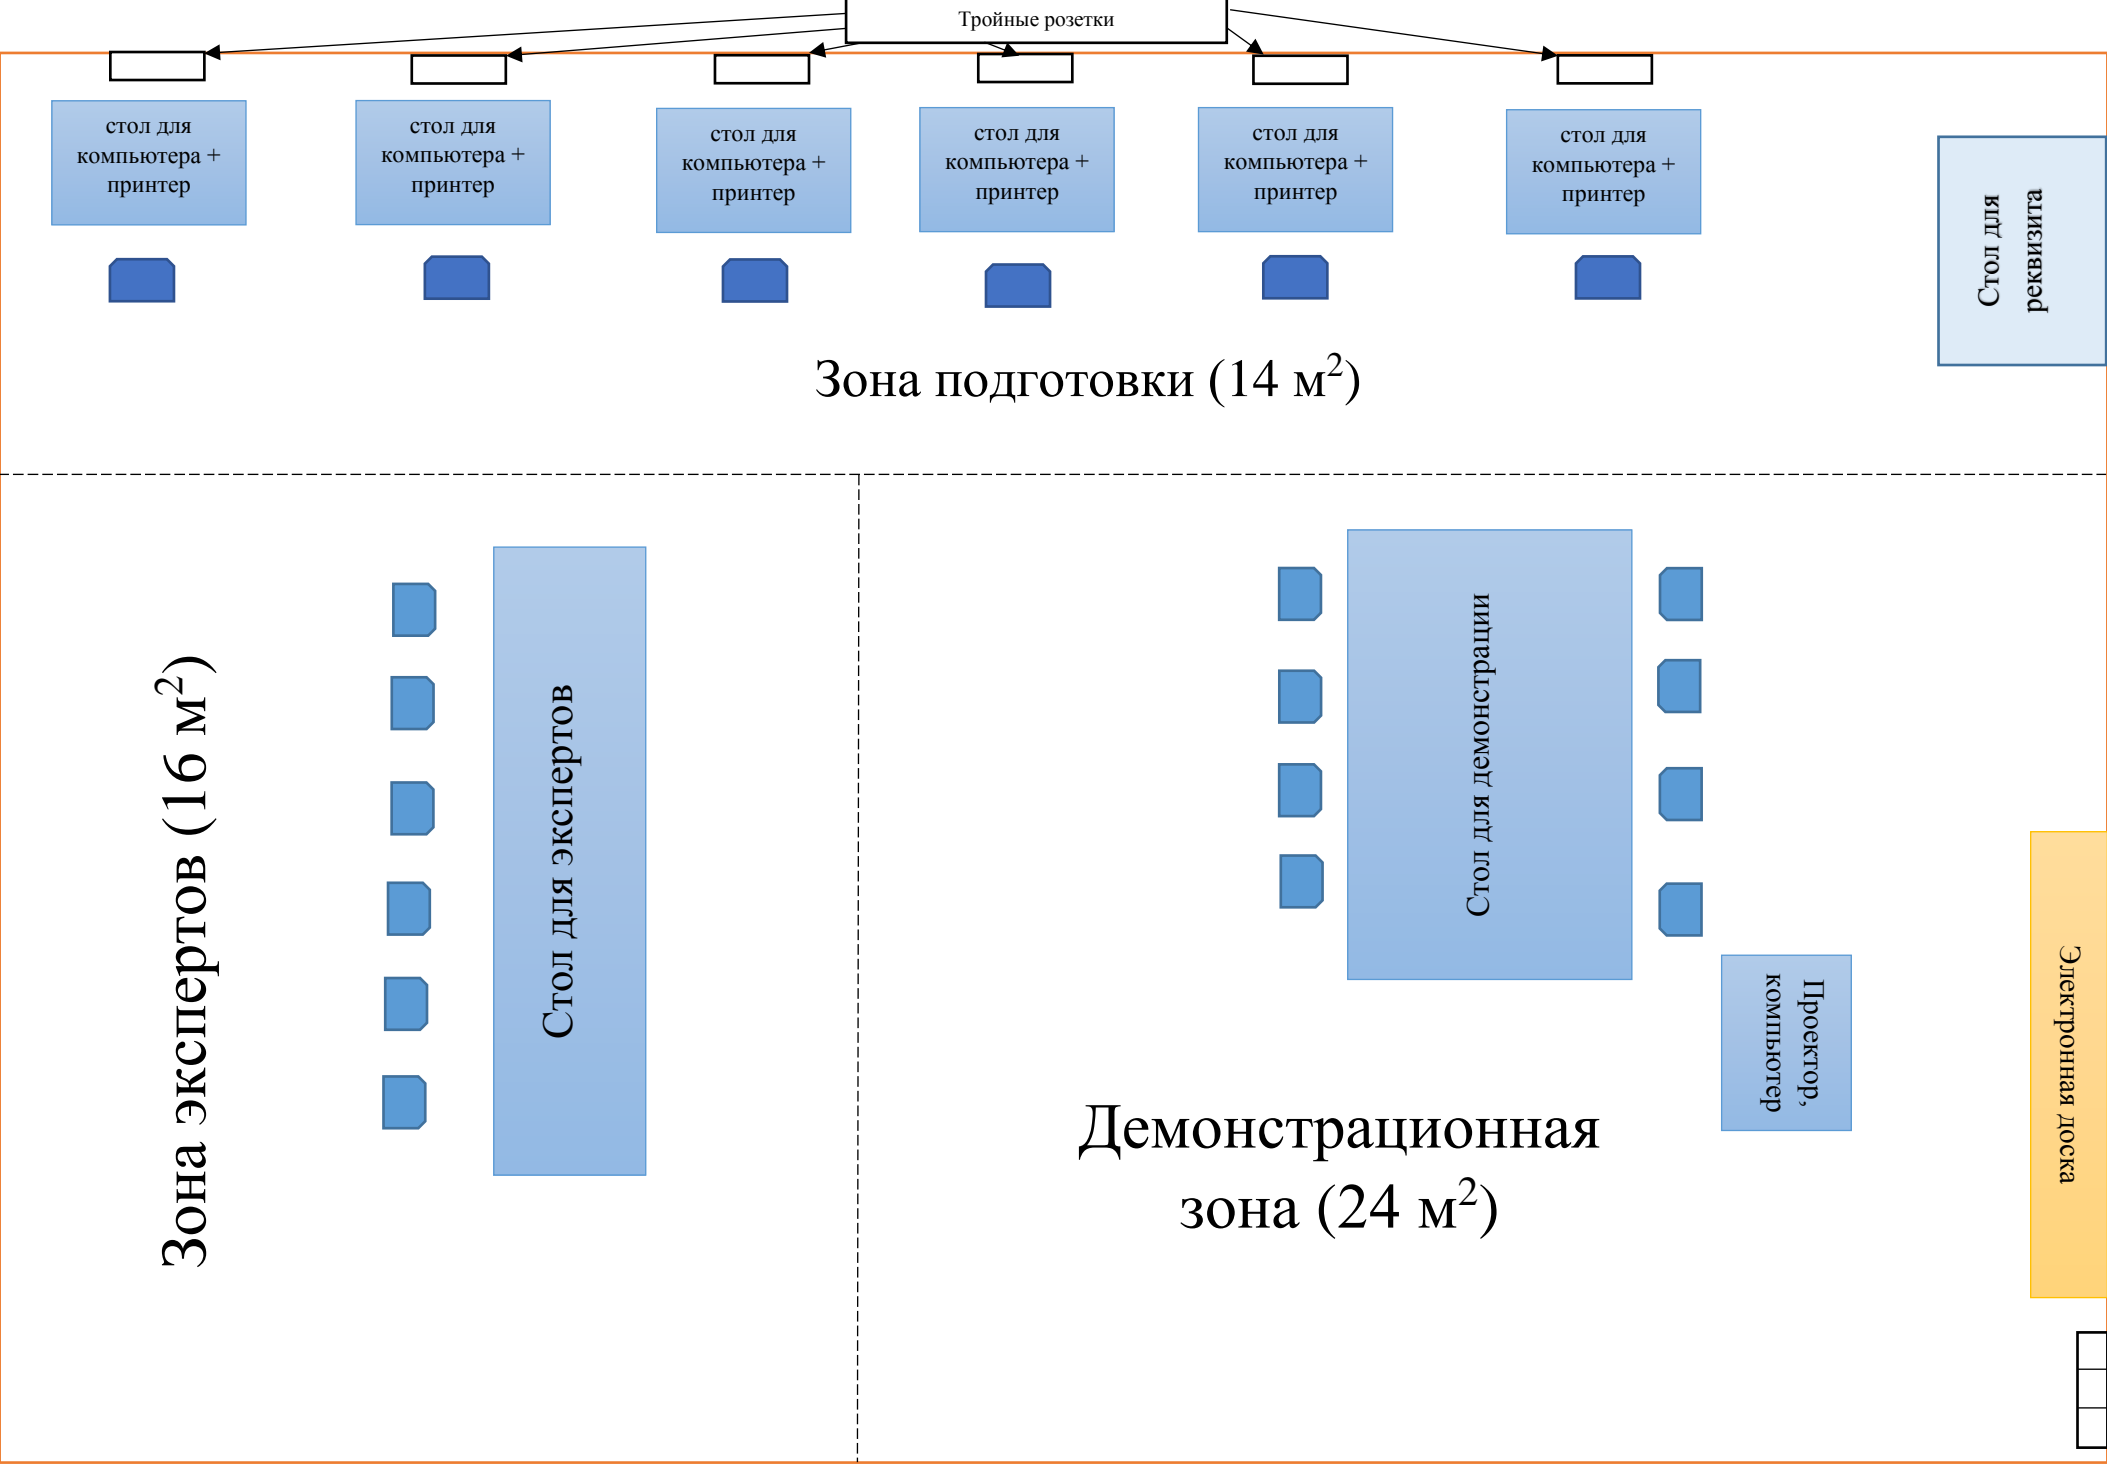 Тройные розетки
стол для
компьютера +
принтер
стол для
компьютера +
принтер
стол для
компьютера +
принтер
стол для
компьютера +
принтер
стол для
компьютера +
принтер
стол для
компьютера +
принтер
Стол для
реквизита
Зона подготовки (14 м²)
Зона экспертов (16 м²)
Стол для экспертов
Стол для демонстрации
Проектор,
компьютер
Электронная доска
Демонстрационная
зона (24 м²)